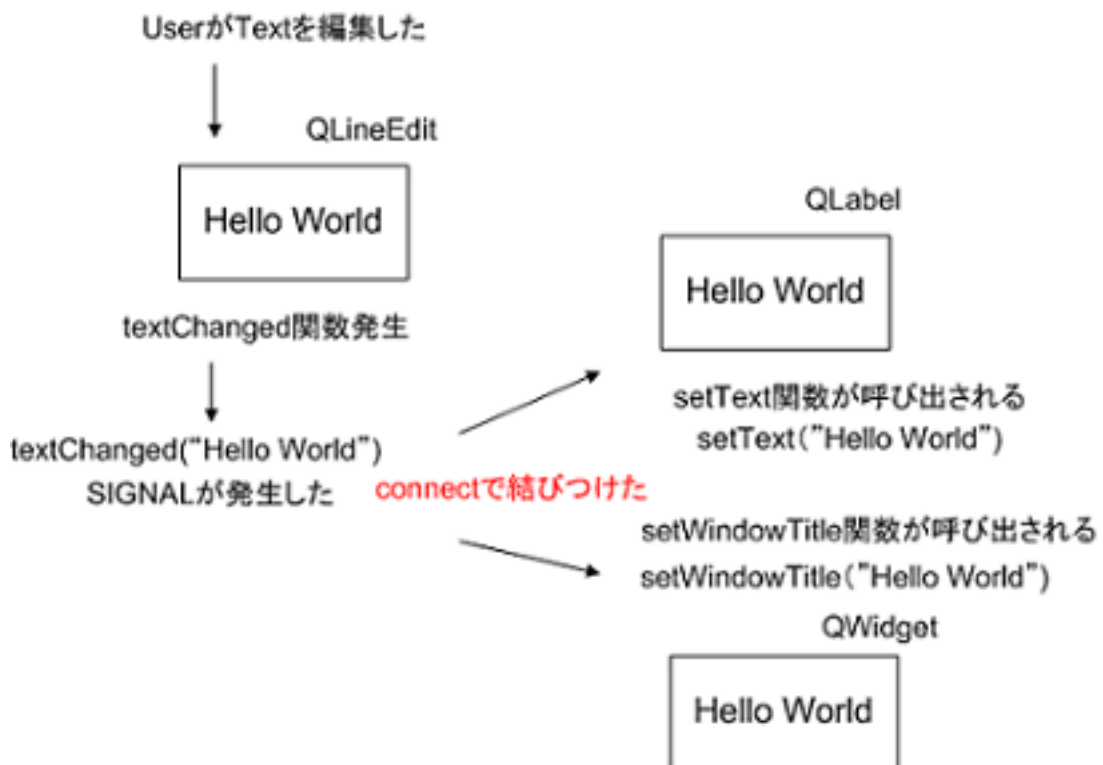 UserがTextを編集した
QLineEdit
Hello World
textChanged関数発生
textChanged(“Hello World”)
SIGNALが発生した
connectで結びつけた
QLabel
Hello World
setText関数が呼び出される
setText(”Hello World”)
setWindowTitle関数が呼び出される
setWindowTitle(”Hello World”)
QWidget
Hello World